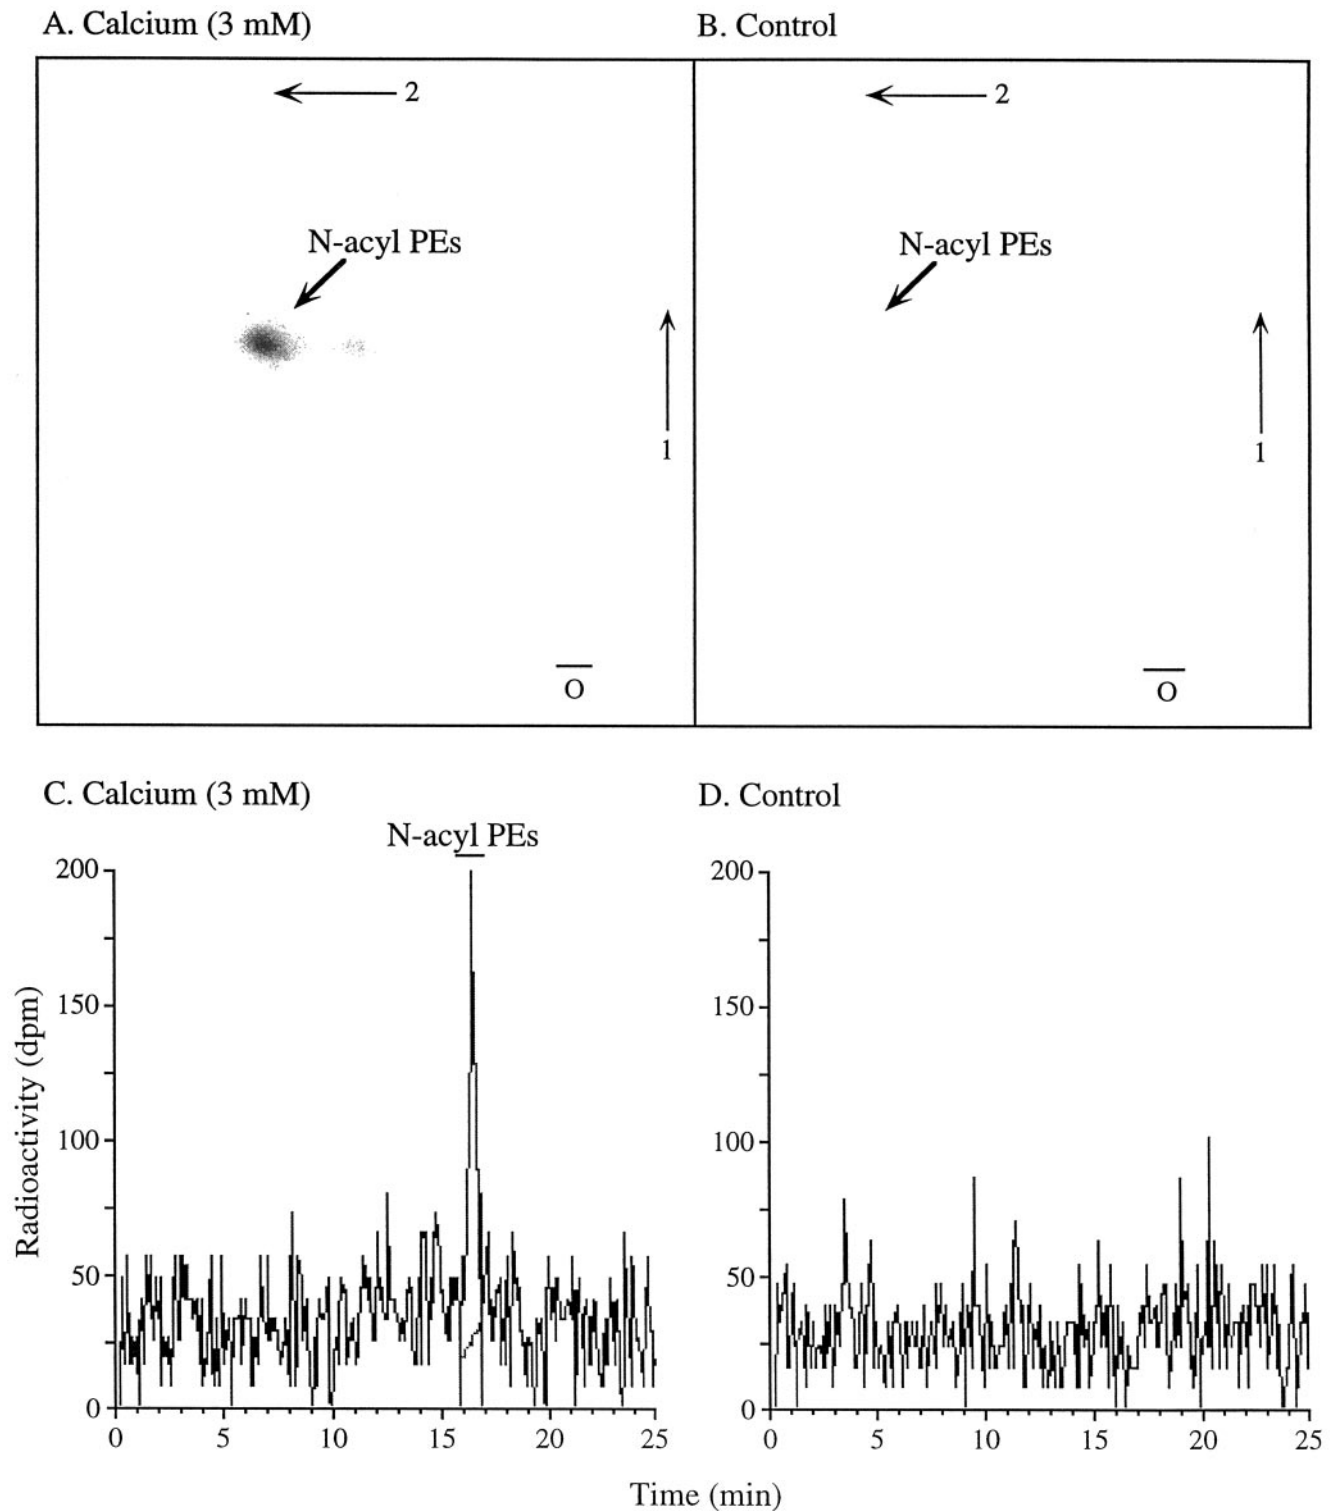 A. Calcium (3 mM)
B. Control
2
2
N-acyl PEs
N-acyl PEs
1
1
O
O
C. Calcium (3 mM)
D. Control
N-acyl PEs
200
150
100
50
0
200
150
100
50
0
Radioactivity (dpm)
0 5 10 15 20 25
0 5 10 15 20 25
Time (min)